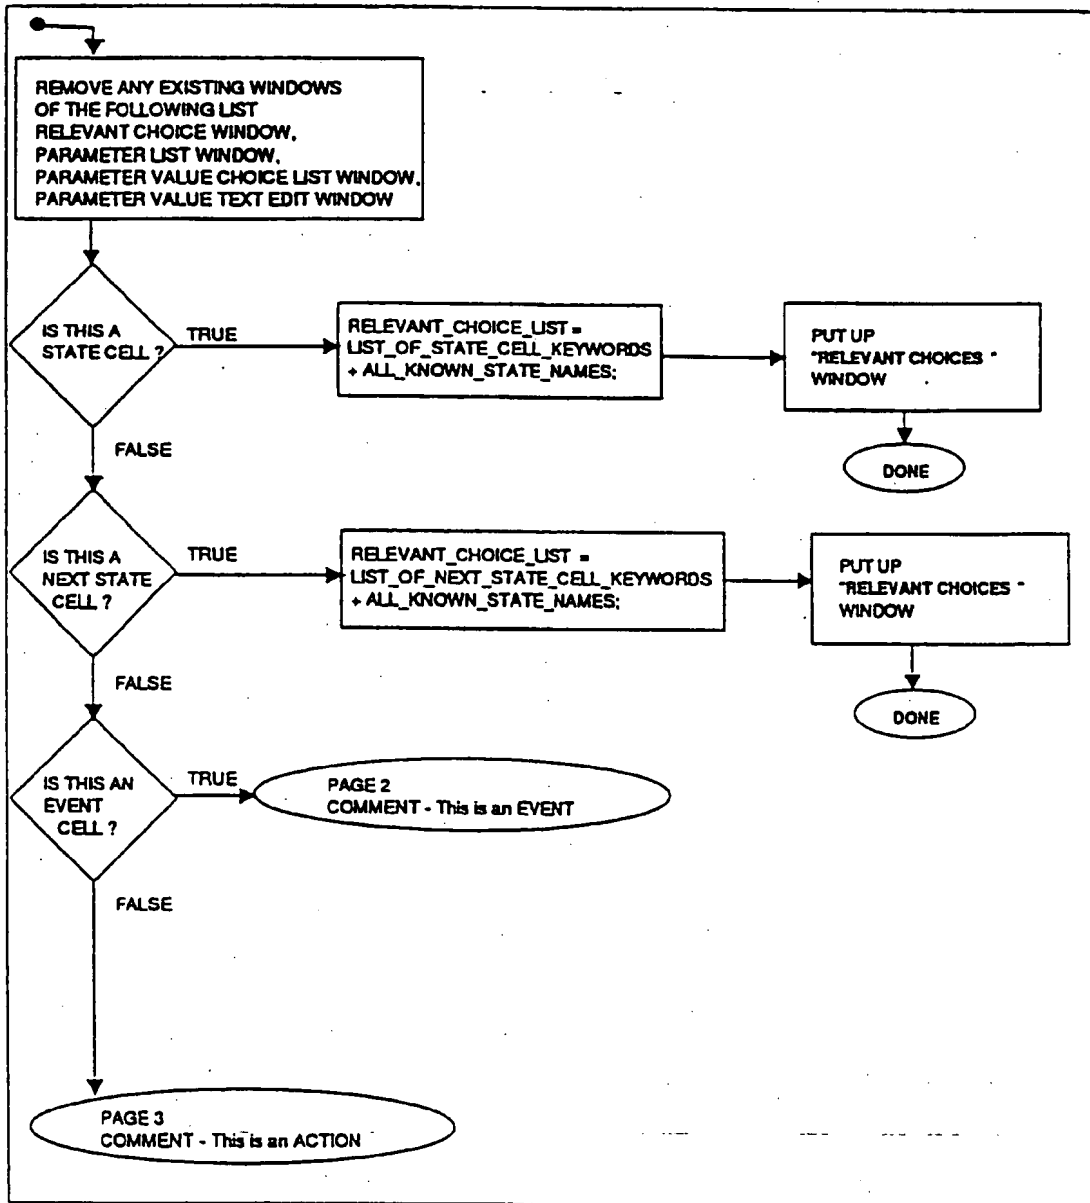 REMOVE ANY EXISTING WINDOWS
OF THE FOLLOWING LIST
RELEVANT CHOICE WINDOW,
PARAMETER LIST WINDOW,
PARAMETER VALUE CHOICE LIST WINDOW,
PARAMETER VALUE TEXT EDIT WINDOW
IS THIS A
STATE CELL ?
TRUE
RELEVANT_CHOICE_LIST =
LIST_OF_STATE_CELL_KEYWORDS
+ ALL_KNOWN_STATE_NAMES;
PUT UP
"RELEVANT CHOICES "
WINDOW
DONE
FALSE
IS THIS A
NEXT STATE
CELL ?
TRUE
RELEVANT_CHOICE_LIST =
LIST_OF_NEXT_STATE_CELL_KEYWORDS
+ ALL_KNOWN_STATE_NAMES;
PUT UP
"RELEVANT CHOICES "
WINDOW
DONE
FALSE
IS THIS AN
EVENT
CELL ?
TRUE
PAGE 2
COMMENT - This is an EVENT
FALSE
PAGE 3
COMMENT - This is an ACTION